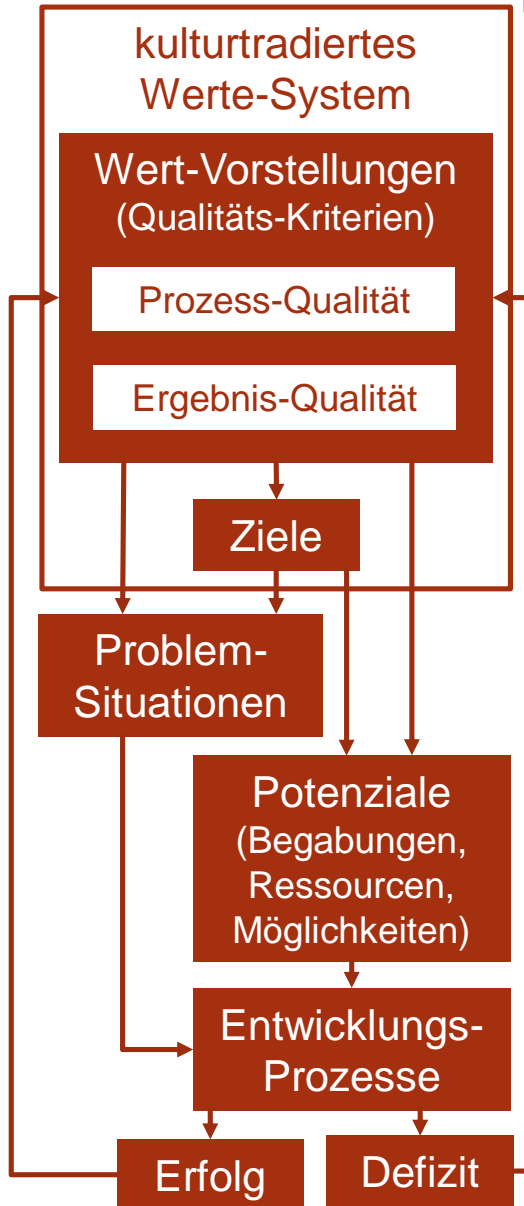 kulturtradiertes
Werte-System
Wert-Vorstellungen
(Qualitäts-Kriterien)
Prozess-Qualität
Ergebnis-Qualität
Ziele
Problem-
Situationen
Potenziale
(Begabungen,
Ressourcen,
Möglichkeiten)
Entwicklungs-
Prozesse
Erfolg
Defizit